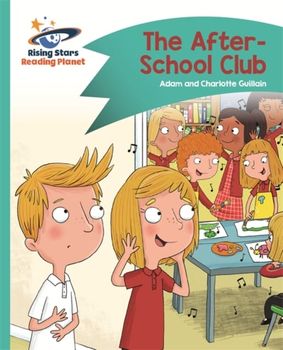 Rising Stars
Reading Planet
The After-
School Club
Adam and Charlotte Guillain